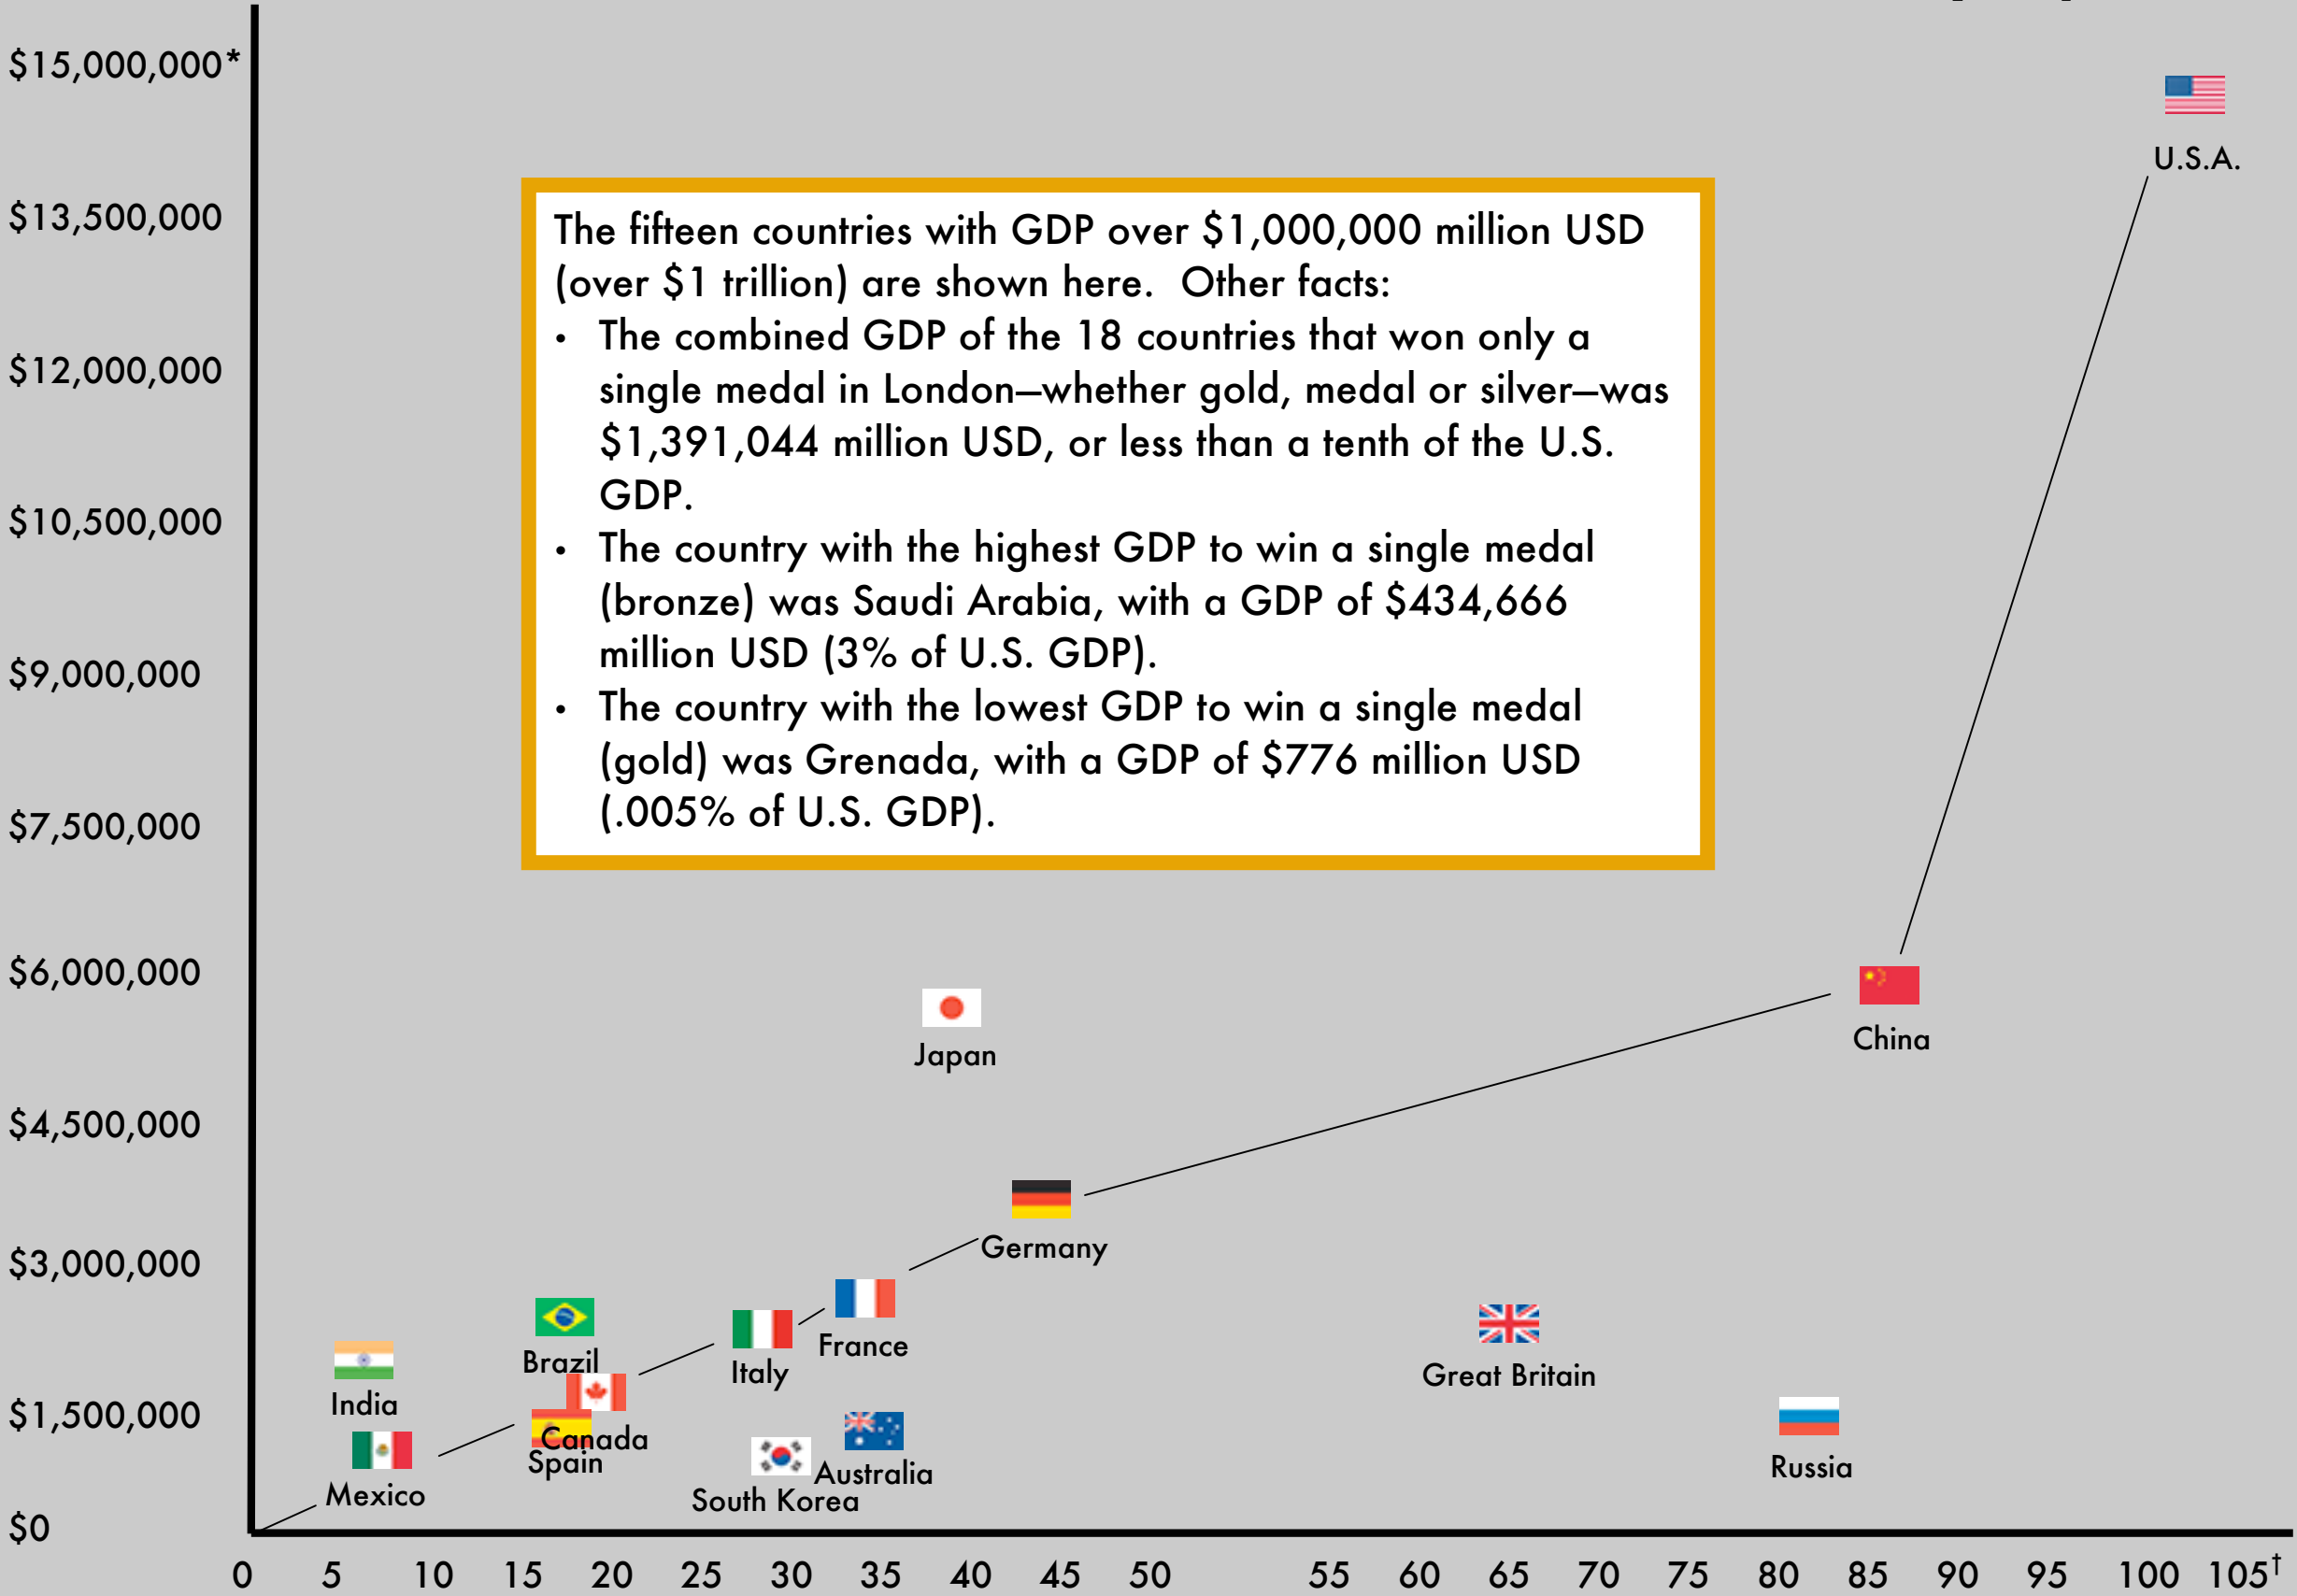 $15,000,000*
U.S.A.
$13,500,000
The fifteen countries with GDP over $1,000,000 million USD
(over $1 trillion) are shown here.  Other facts:
• The combined GDP of the 18 countries that won only a
single medal in London—whether gold, medal or silver—was
$1,391,044 million USD, or less than a tenth of the U.S.
GDP.
• The country with the highest GDP to win a single medal
(bronze) was Saudi Arabia, with a GDP of $434,666
million USD (3% of U.S. GDP).
• The country with the lowest GDP to win a single medal
(gold) was Grenada, with a GDP of $776 million USD
(.005% of U.S. GDP).
$12,000,000
$10,500,000
$9,000,000
$7,500,000
$6,000,000
China
Japan
$4,500,000
Germany
$3,000,000
France
Brazil
Italy
Great Britain
India
$1,500,000
Canada
Spain
Russia
Australia
Mexico
South Korea
$0
0 5 10 15 20 25 30 35 40 45 50 55 60 65 70 75 80 85 90 95 100 105†